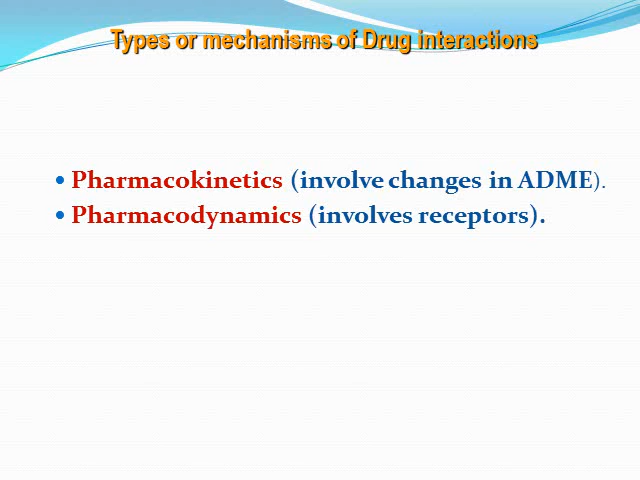 Types or mechanisms of Drug interactions
• Pharmacokinetics (involve changes in ADME).
• Pharmacodynamics (involves receptors).